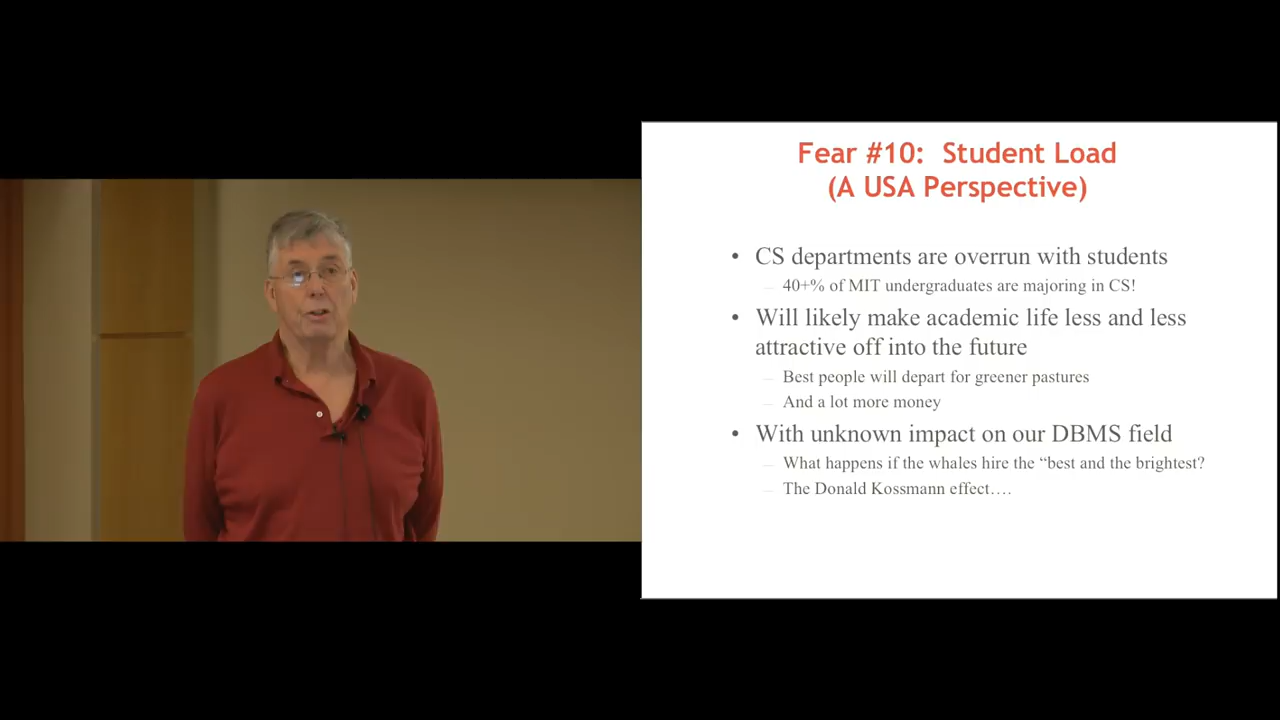 Fear #10: Student Load
(A USA Perspective)
• CS departments are overrun with students
– 40+% of MIT undergraduates are majoring in CS!
• Will likely make academic life less and less
attractive off into the future
– Best people will depart for greener pastures
– And a lot more money
• With unknown impact on our DBMS field
– What happens if the whales hire the “best and the brightest?
– The Donald Kossmann effect….